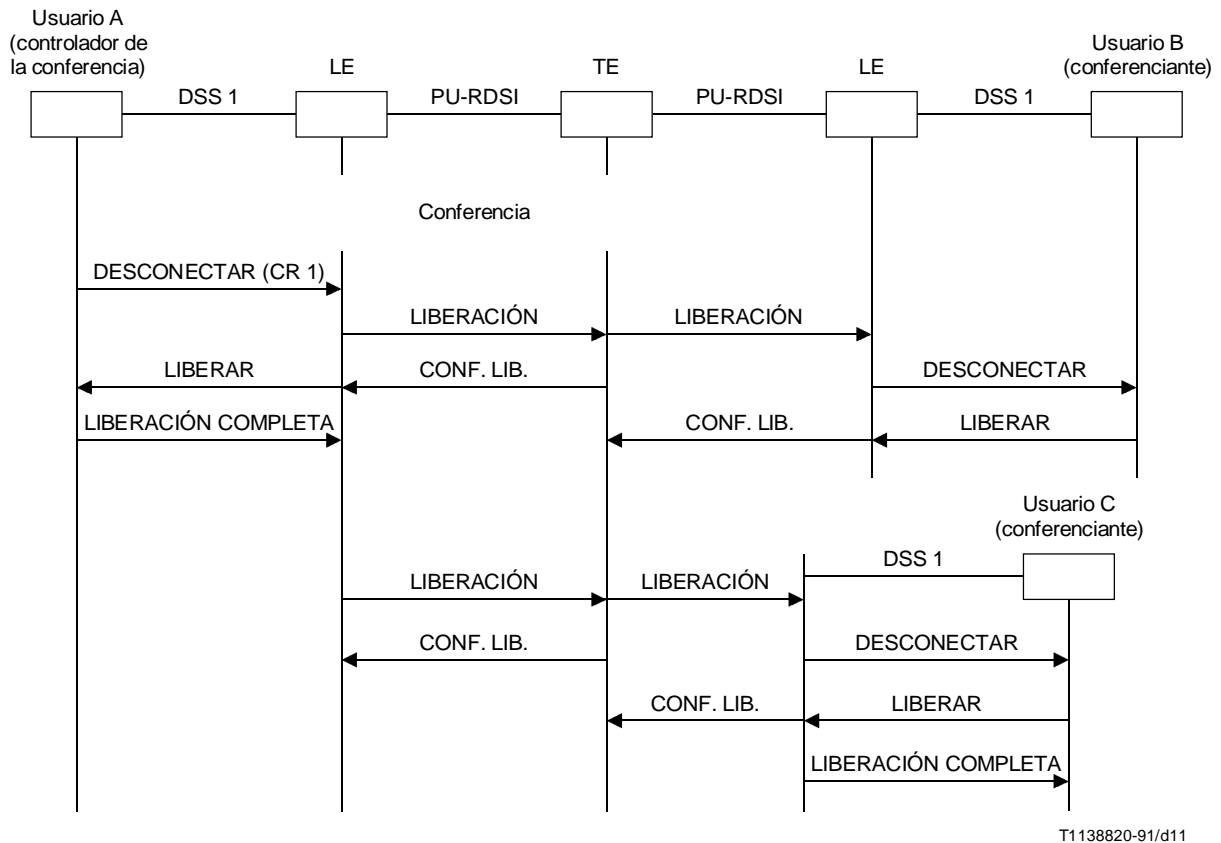 Usuario A
(controlador de
la conferencia)
LE
TE
LE
Usuario B
(conferenciante)
DSS 1
PU-RDSI
PU-RDSI
DSS 1
Conferencia
DESCONECTAR (CR 1)
LIBERACIÓN
LIBERACIÓN
LIBERAR
CONF. LIB.
DESCONECTAR
LIBERACIÓN COMPLETA
CONF. LIB.
LIBERAR
Usuario C
(conferenciante)
DSS 1
LIBERACIÓN
LIBERACIÓN
CONF. LIB.
DESCONECTAR
CONF. LIB.
LIBERAR
LIBERACIÓN COMPLETA
T1138820-91/d11